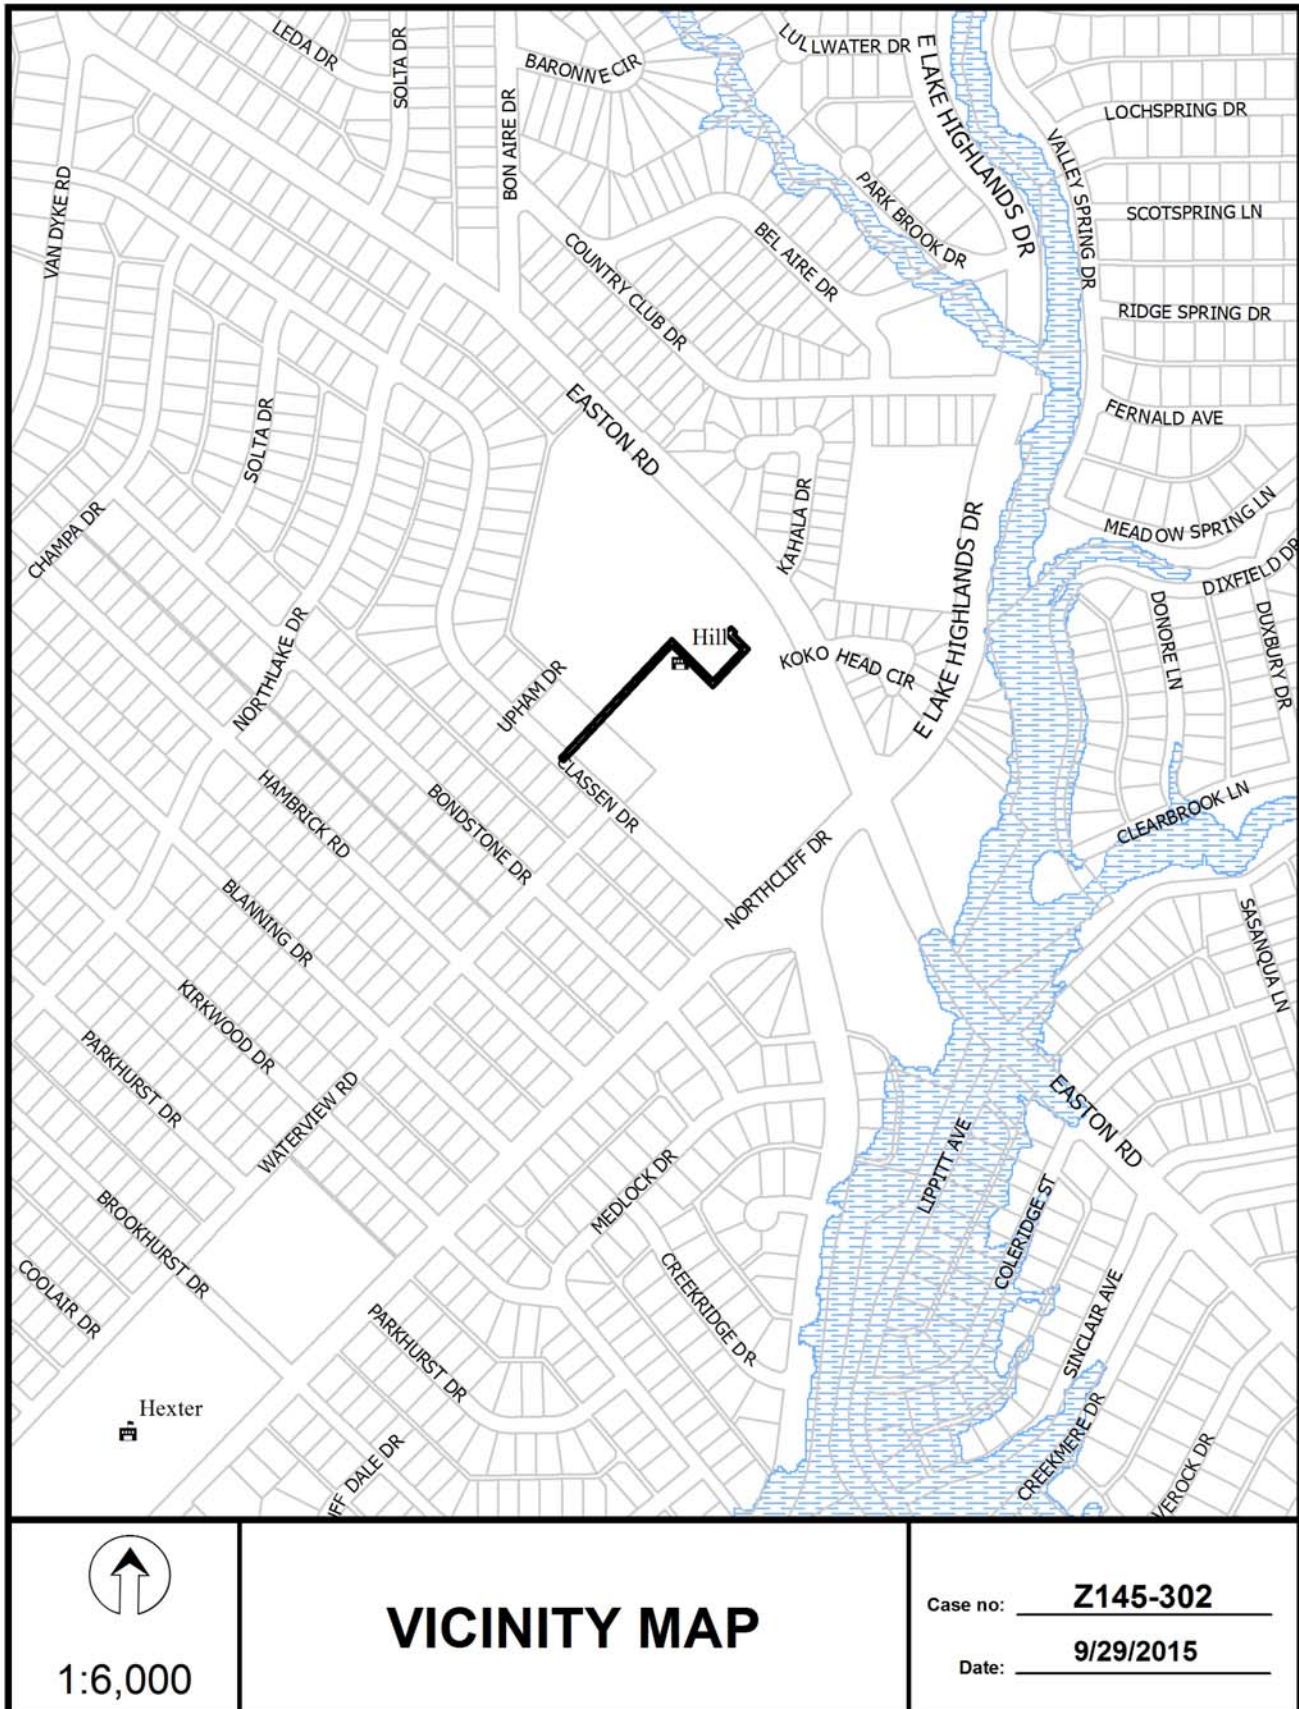 LEDA DR
SOLTA DR
BARONNE CIR
BON AIRE DR
LULLWATER DR
E LAKE HIGHLANDS DR
LOCHSPRING DR
VALLEY SPRING DR
VAN DYKE RD
PARK BROOK DR
SCOTSPRING LN
BEL AIRE DR
COUNTRY CLUB DR
RIDGE SPRING DR
EASTON RD
FERNALD AVE
SOLTA DR
KAHALA DR
MEADOW SPRING LN
CHAMPA DR
DIXFIELD DR
DONORE LN
DUXBURY DR
E LAKE HIGHLANDS DR
NORTHLAKE DR
Hill
KOKO HEAD CIR
UPHAM DR
CLASSEN DR
HAMBRICK RD
BONDSTONE DR
CLEARBROOK LN
NORTHCLIFF DR
BLANNING DR
SASANQUA LN
KIRKWOOD DR
PARKHURST DR
WATERVIEW RD
EASTON RD
LIPPITT AVE
MEDLOCK DR
COLERIDGE ST
BROOKHURST DR
COOLAIR DR
CREEKRIDGE DR
SINCLAIR AVE
PARKHURST DR
Hexter
CREEKMERE DR
IFF DALE DR
VEROCK DR
1:6,000
VICINITY MAP
Case no: Z145-302
Date: 9/29/2015